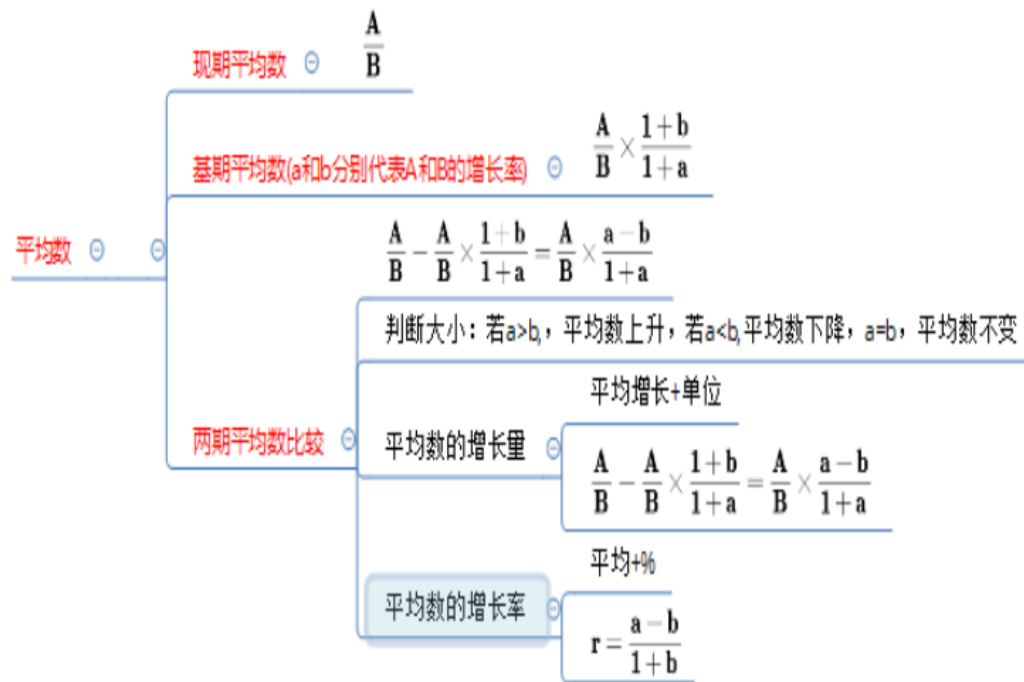 现期平均数
A/B
基期平均数(a和b分别代表A和B的增长率)
A/B × (1+b)/(1+a)
平均数
A/B − A/B × (1+b)/(1+a) = A/B × (a−b)/(1+a)
判断大小：若a>b,，平均数上升，若a<b,平均数下降，a=b，平均数不变
两期平均数比较
平均数的增长量
平均增长+单位
A/B − A/B × (1+b)/(1+a) = A/B × (a−b)/(1+a)
平均数的增长率
平均+%
r = (a−b)/(1+b)